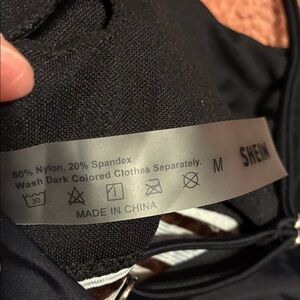 80% Nylon, 20% Spandex
Wash Dark Colored Clothes Separately.
30
M
SHEIN
MADE IN CHINA